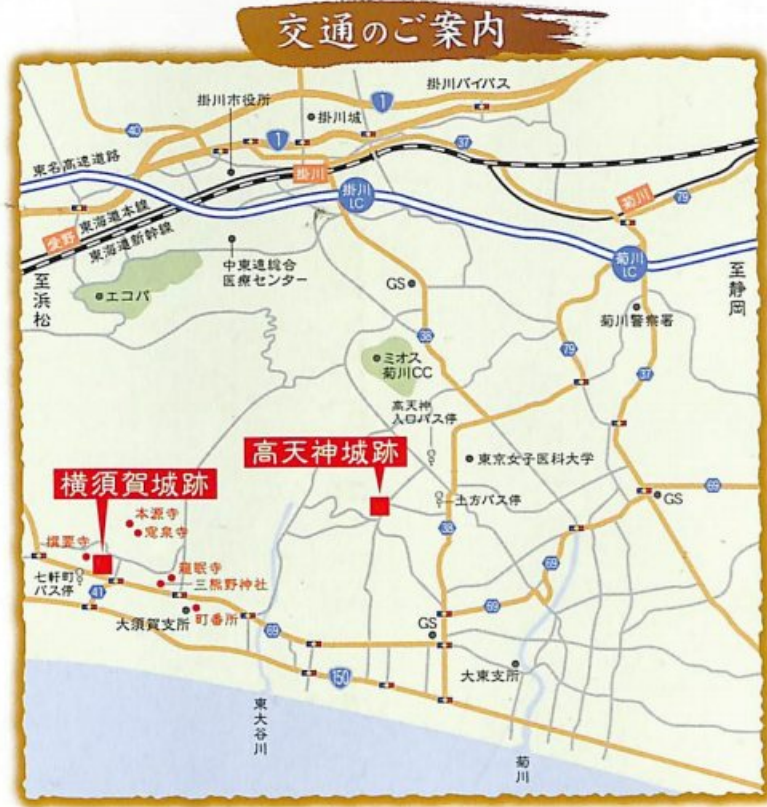 交通のご案内
掛川バイパス
掛川市役所
掛川城
1
1
40
37
東名高速道路
掛川
掛川
I.C
菊川
79
東海道本線
愛野
東海道新幹線
中東遠総合
医療センター
菊川
I.C
至浜松
エコパ
GS
至静岡
菊川警察署
38
79
37
ミオス
菊川CC
高天神
入口バス停
高天神城跡
東京女子医科大学
横須賀城跡
69
土方バス停
GS
本源寺
窓泉寺
38
撰要寺
龍眠寺
三熊野神社
69
七軒町
バス停
41
69
大須賀支所
町番所
69
GS
大東支所
150
東大谷川
菊川